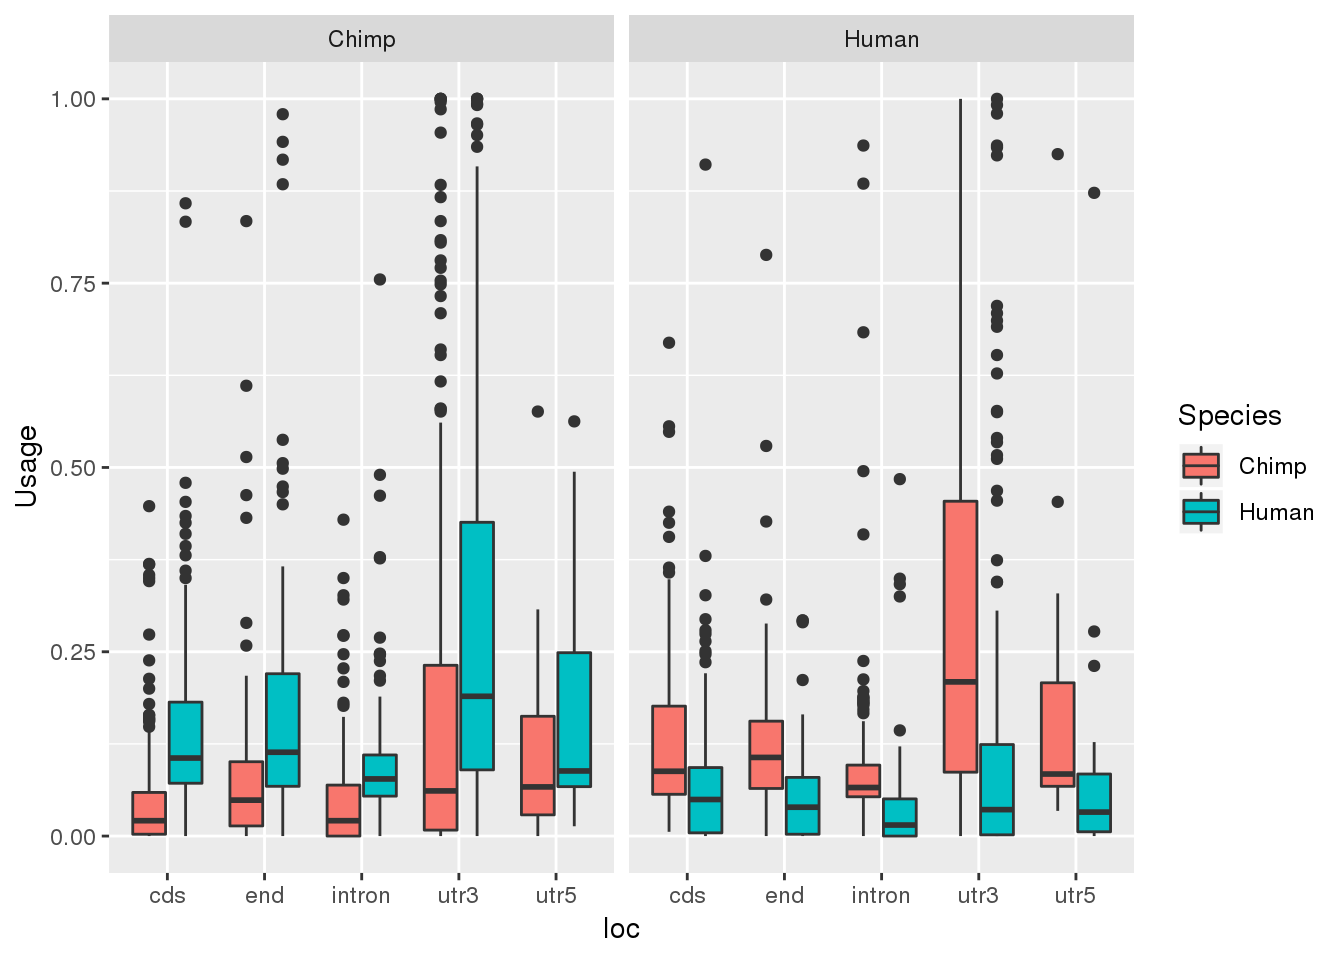 Chimp Human
1.00
0.75
0.50
0.25
0.00
Usage
cds end intron utr3 utr5 cds end intron utr3 utr5
loc
Species
Chimp
Human